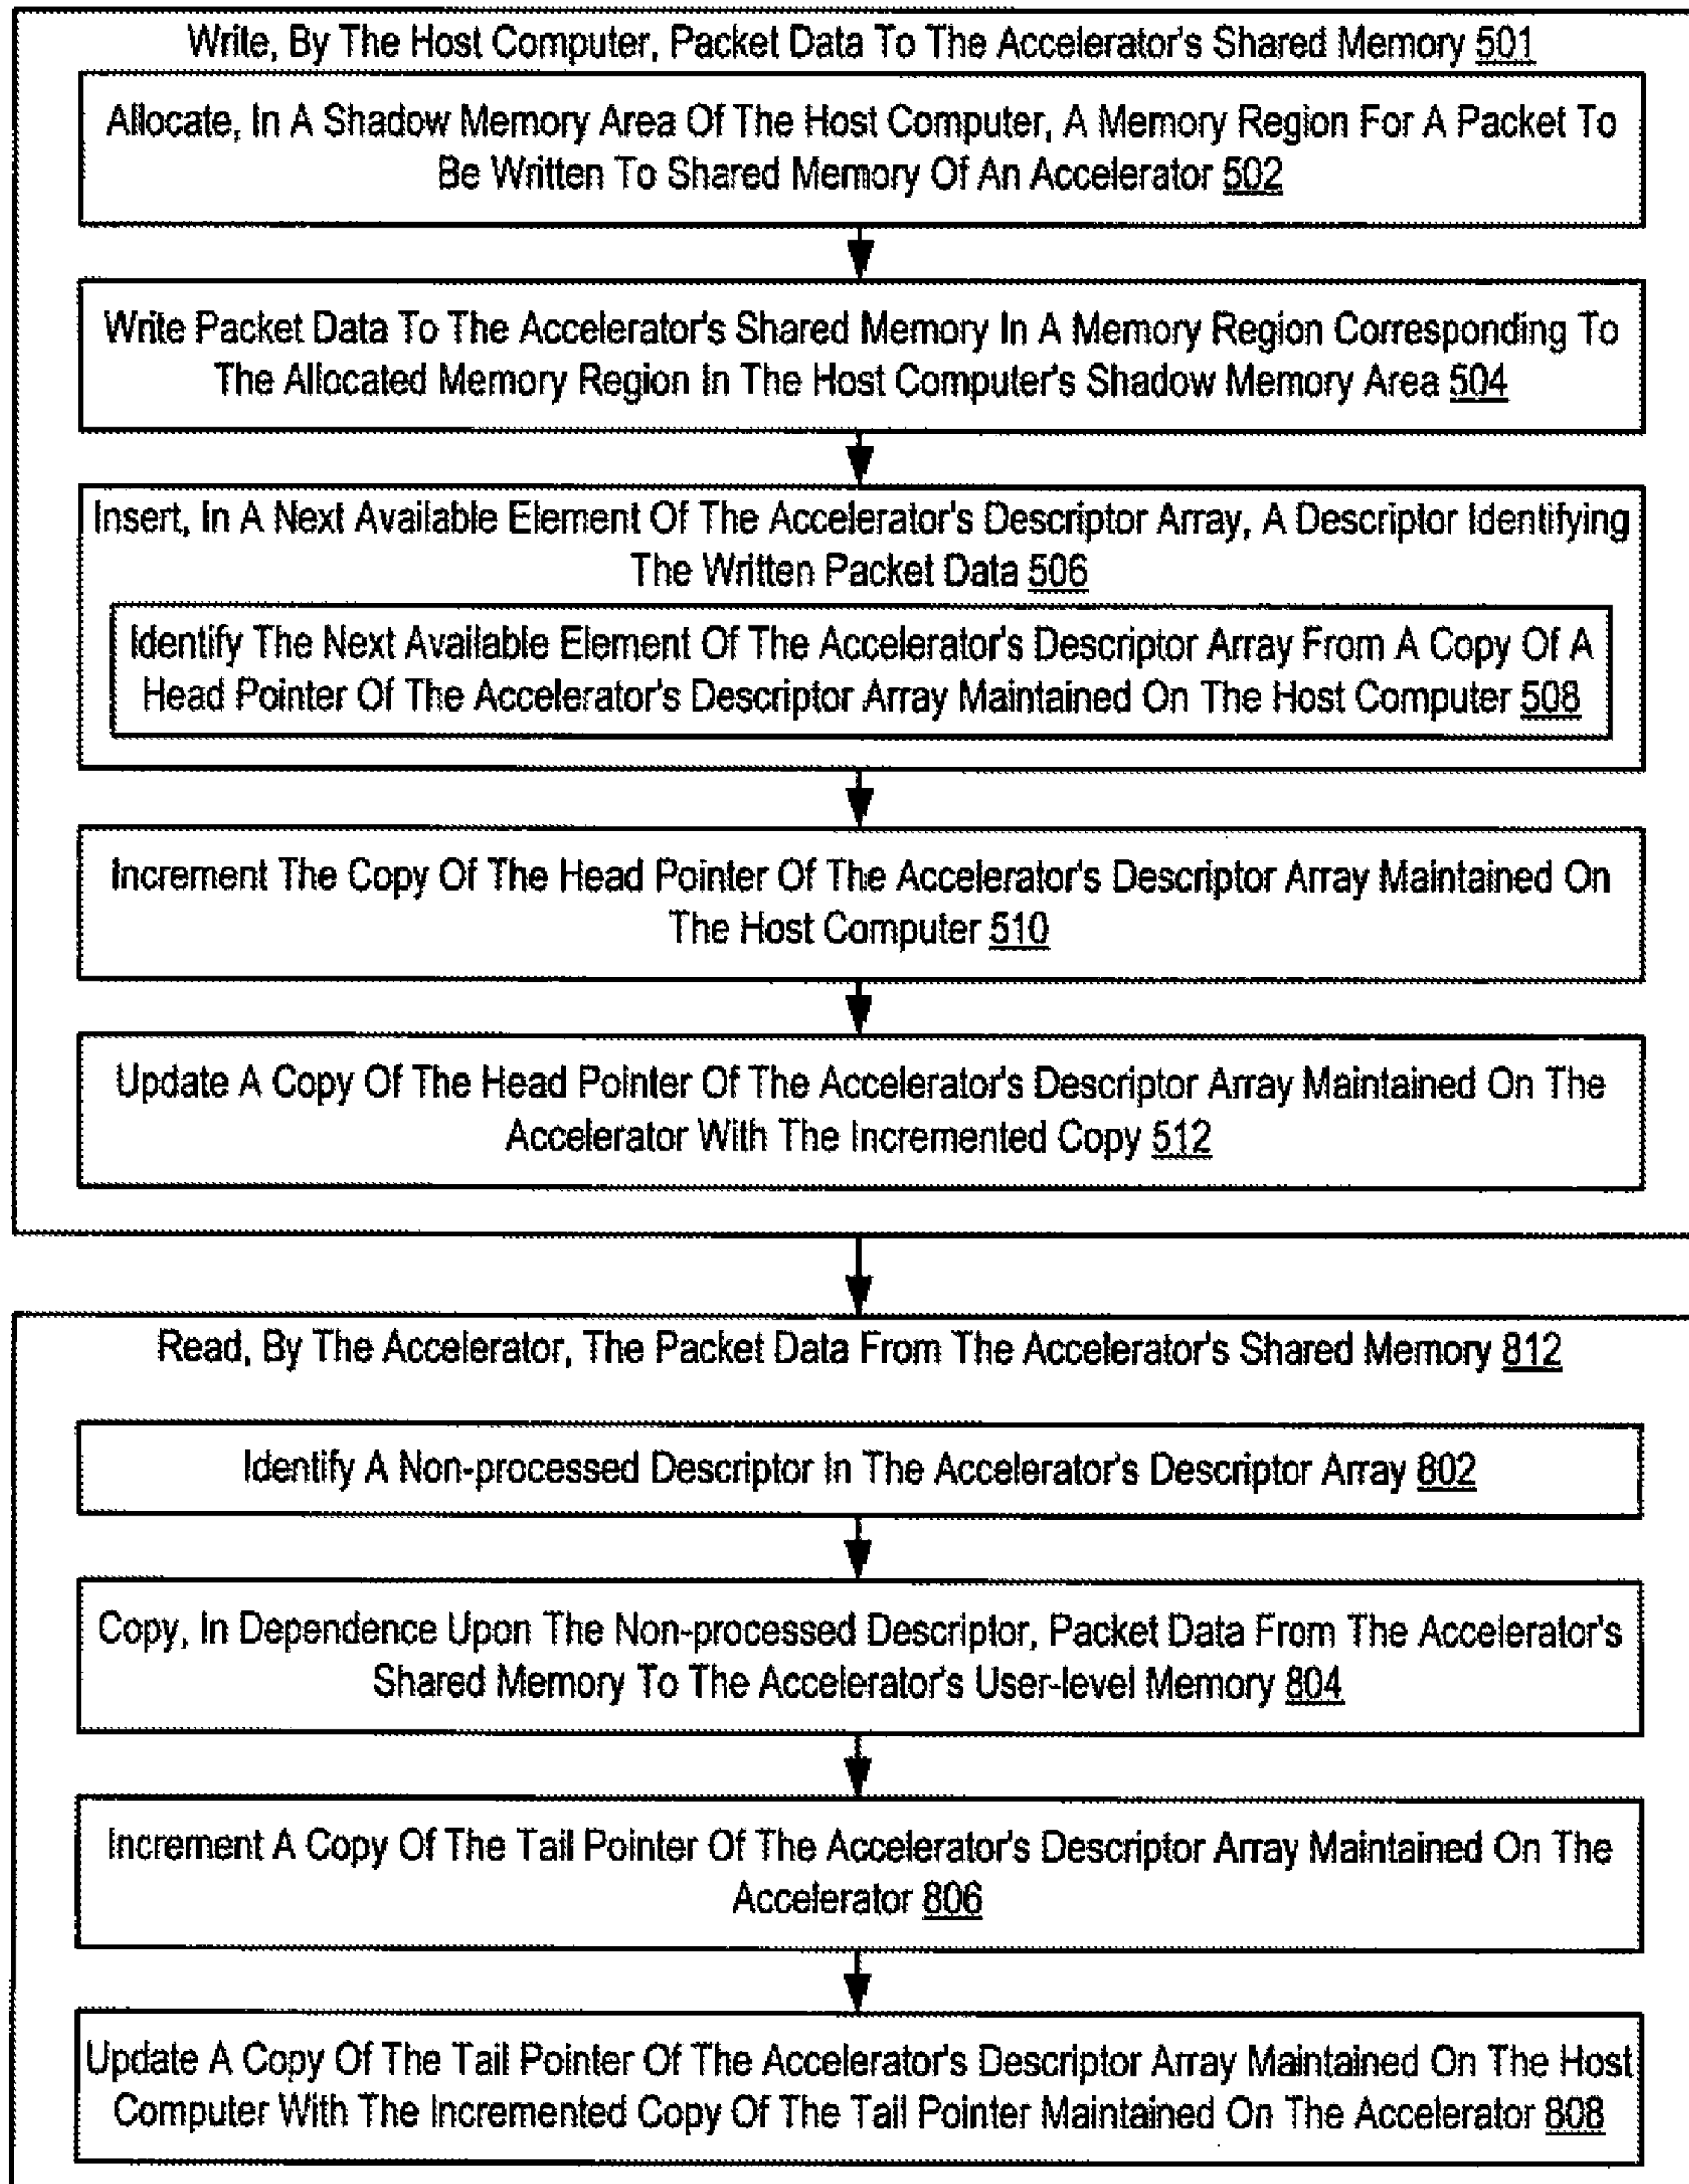 Write, By The Host Computer, Packet Data To The Accelerator's Shared Memory 501
Allocate, In A Shadow Memory Area Of The Host Computer, A Memory Region For A Packet To
Be Written To Shared Memory Of An Accelerator 502
Write Packet Data To The Accelerator's Shared Memory In A Memory Region Corresponding To
The Allocated Memory Region In The Host Computer's Shadow Memory Area 504
Insert, In A Next Available Element Of The Accelerator's Descriptor Array, A Descriptor Identifying
The Written Packet Data 506
Identify The Next Available Element Of The Accelerator's Descriptor Array From A Copy Of A
Head Pointer Of The Accelerator's Descriptor Array Maintained On The Host Computer 508
Increment The Copy Of The Head Pointer Of The Accelerator's Descriptor Array Maintained On
The Host Computer 510
Update A Copy Of The Head Pointer Of The Accelerator's Descriptor Array Maintained On The
Accelerator With The Incremented Copy 512
Read, By The Accelerator, The Packet Data From The Accelerator's Shared Memory 812
Identify A Non-processed Descriptor In The Accelerator's Descriptor Array 802
Copy, In Dependence Upon The Non-processed Descriptor, Packet Data From The Accelerator's
Shared Memory To The Accelerator's User-level Memory 804
Increment A Copy Of The Tail Pointer Of The Accelerator's Descriptor Array Maintained On The
Accelerator 806
Update A Copy Of The Tail Pointer Of The Accelerator's Descriptor Array Maintained On The Host
Computer With The Incremented Copy Of The Tail Pointer Maintained On The Accelerator 808